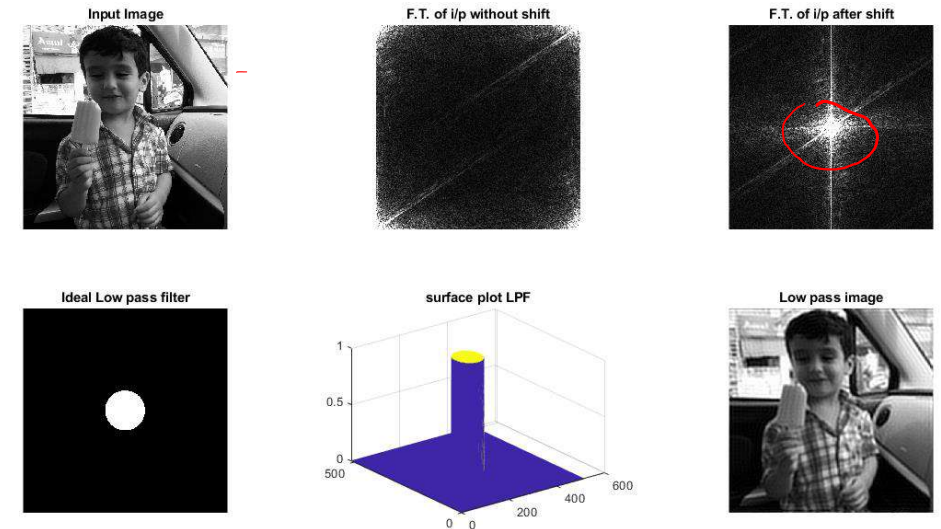 Input Image
F.T. of i/p without shift
F.T. of i/p after shift
Amul
Ideal Low pass filter
surface plot LPF
Low pass image
1
0.5
0
500
600
400
200
0
0